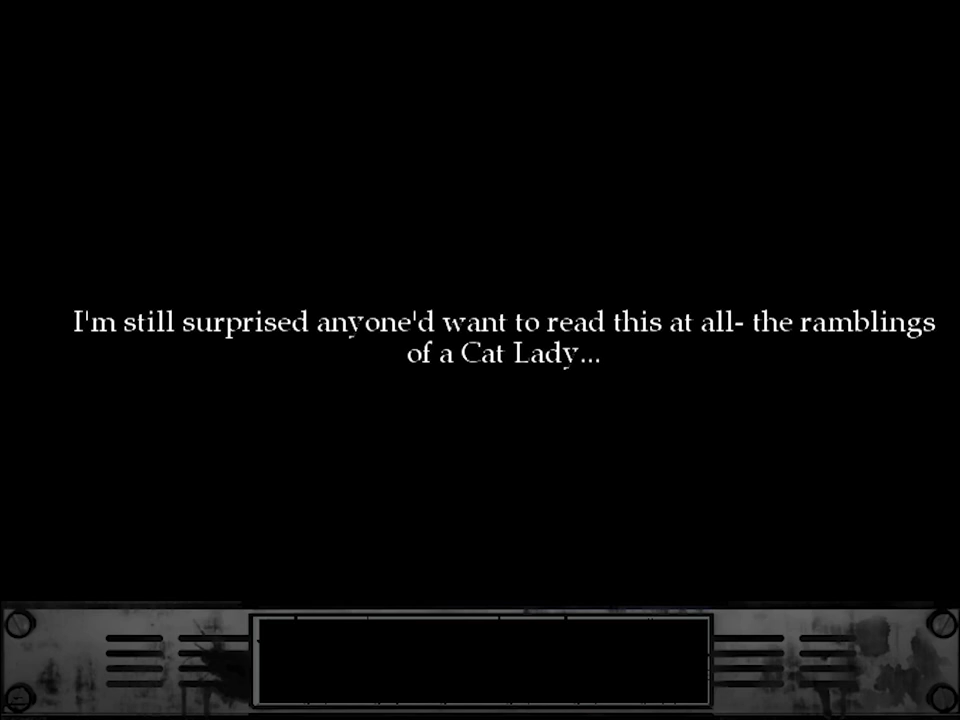 I'm still surprised anyone'd want to read this at all- the ramblings
of a Cat Lady...